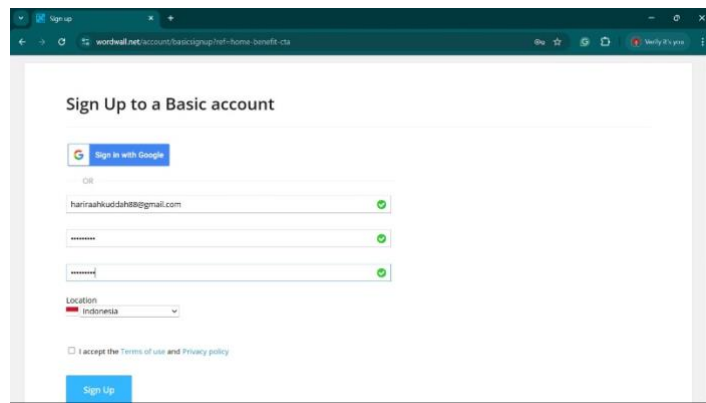 Sign up
wordwall.net/account/basicsignup?ref=home-benefit-cta
Verify it's you
Sign Up to a Basic account
Sign in with Google
OR
hariraahkuddah88@gmail.com
•••••••••
•••••••••
Location
Indonesia
I accept the Terms of use and Privacy policy
Sign Up